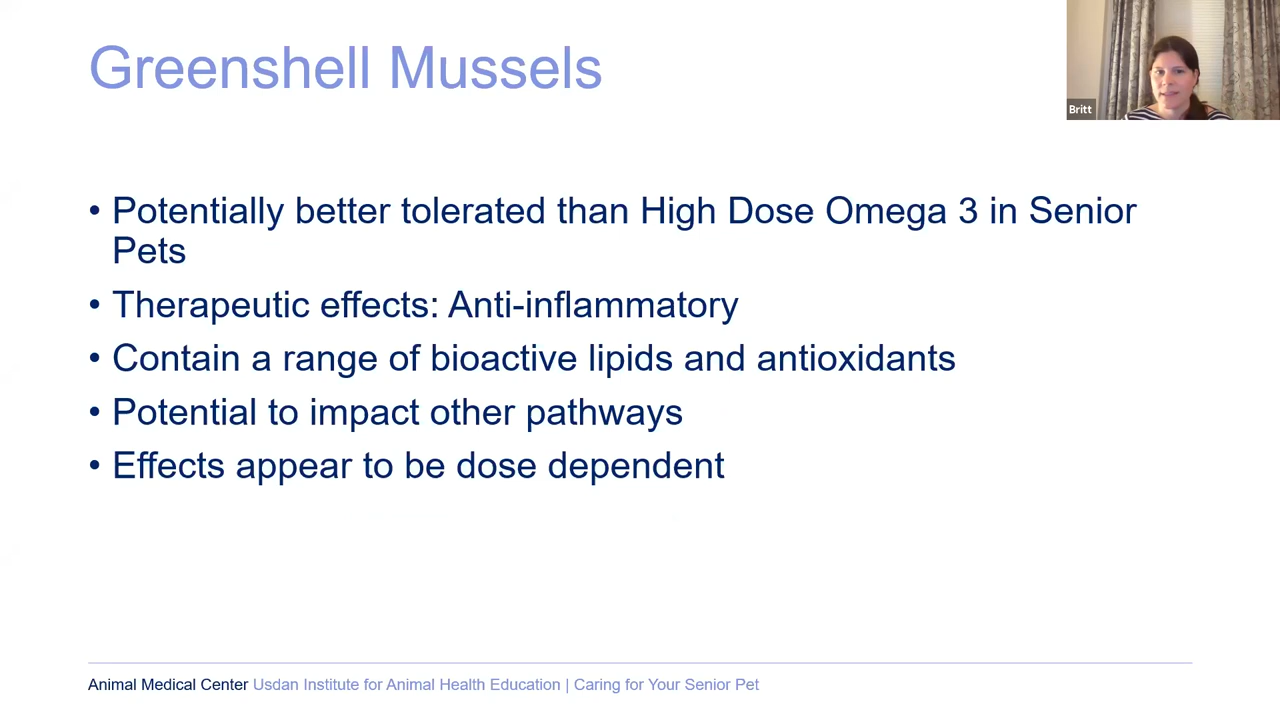 Greenshell Mussels
Britt
• Potentially better tolerated than High Dose Omega 3 in Senior
Pets
• Therapeutic effects: Anti-inflammatory
• Contain a range of bioactive lipids and antioxidants
• Potential to impact other pathways
• Effects appear to be dose dependent
Animal Medical Center Usdan Institute for Animal Health Education | Caring for Your Senior Pet